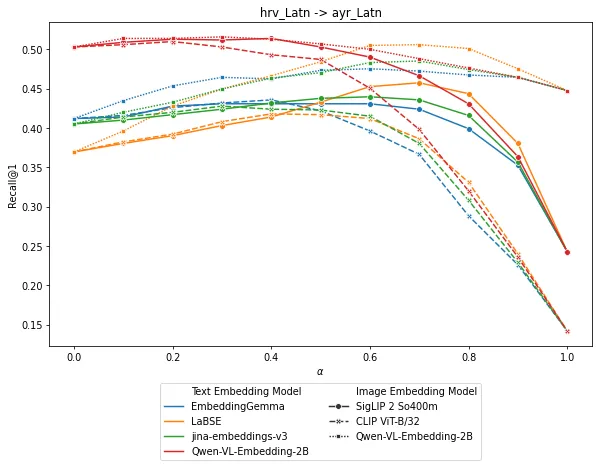 hrv_Latn -> ayr_Latn
Recall@1
0.50
0.45
0.40
0.35
0.30
0.25
0.20
0.15
0.0 0.2 0.4 0.6 0.8 1.0
α
Text Embedding Model
EmbeddingGemma
LaBSE
jina-embeddings-v3
Qwen-VL-Embedding-2B
Image Embedding Model
SigLIP 2 So400m
CLIP ViT-B/32
Qwen-VL-Embedding-2B